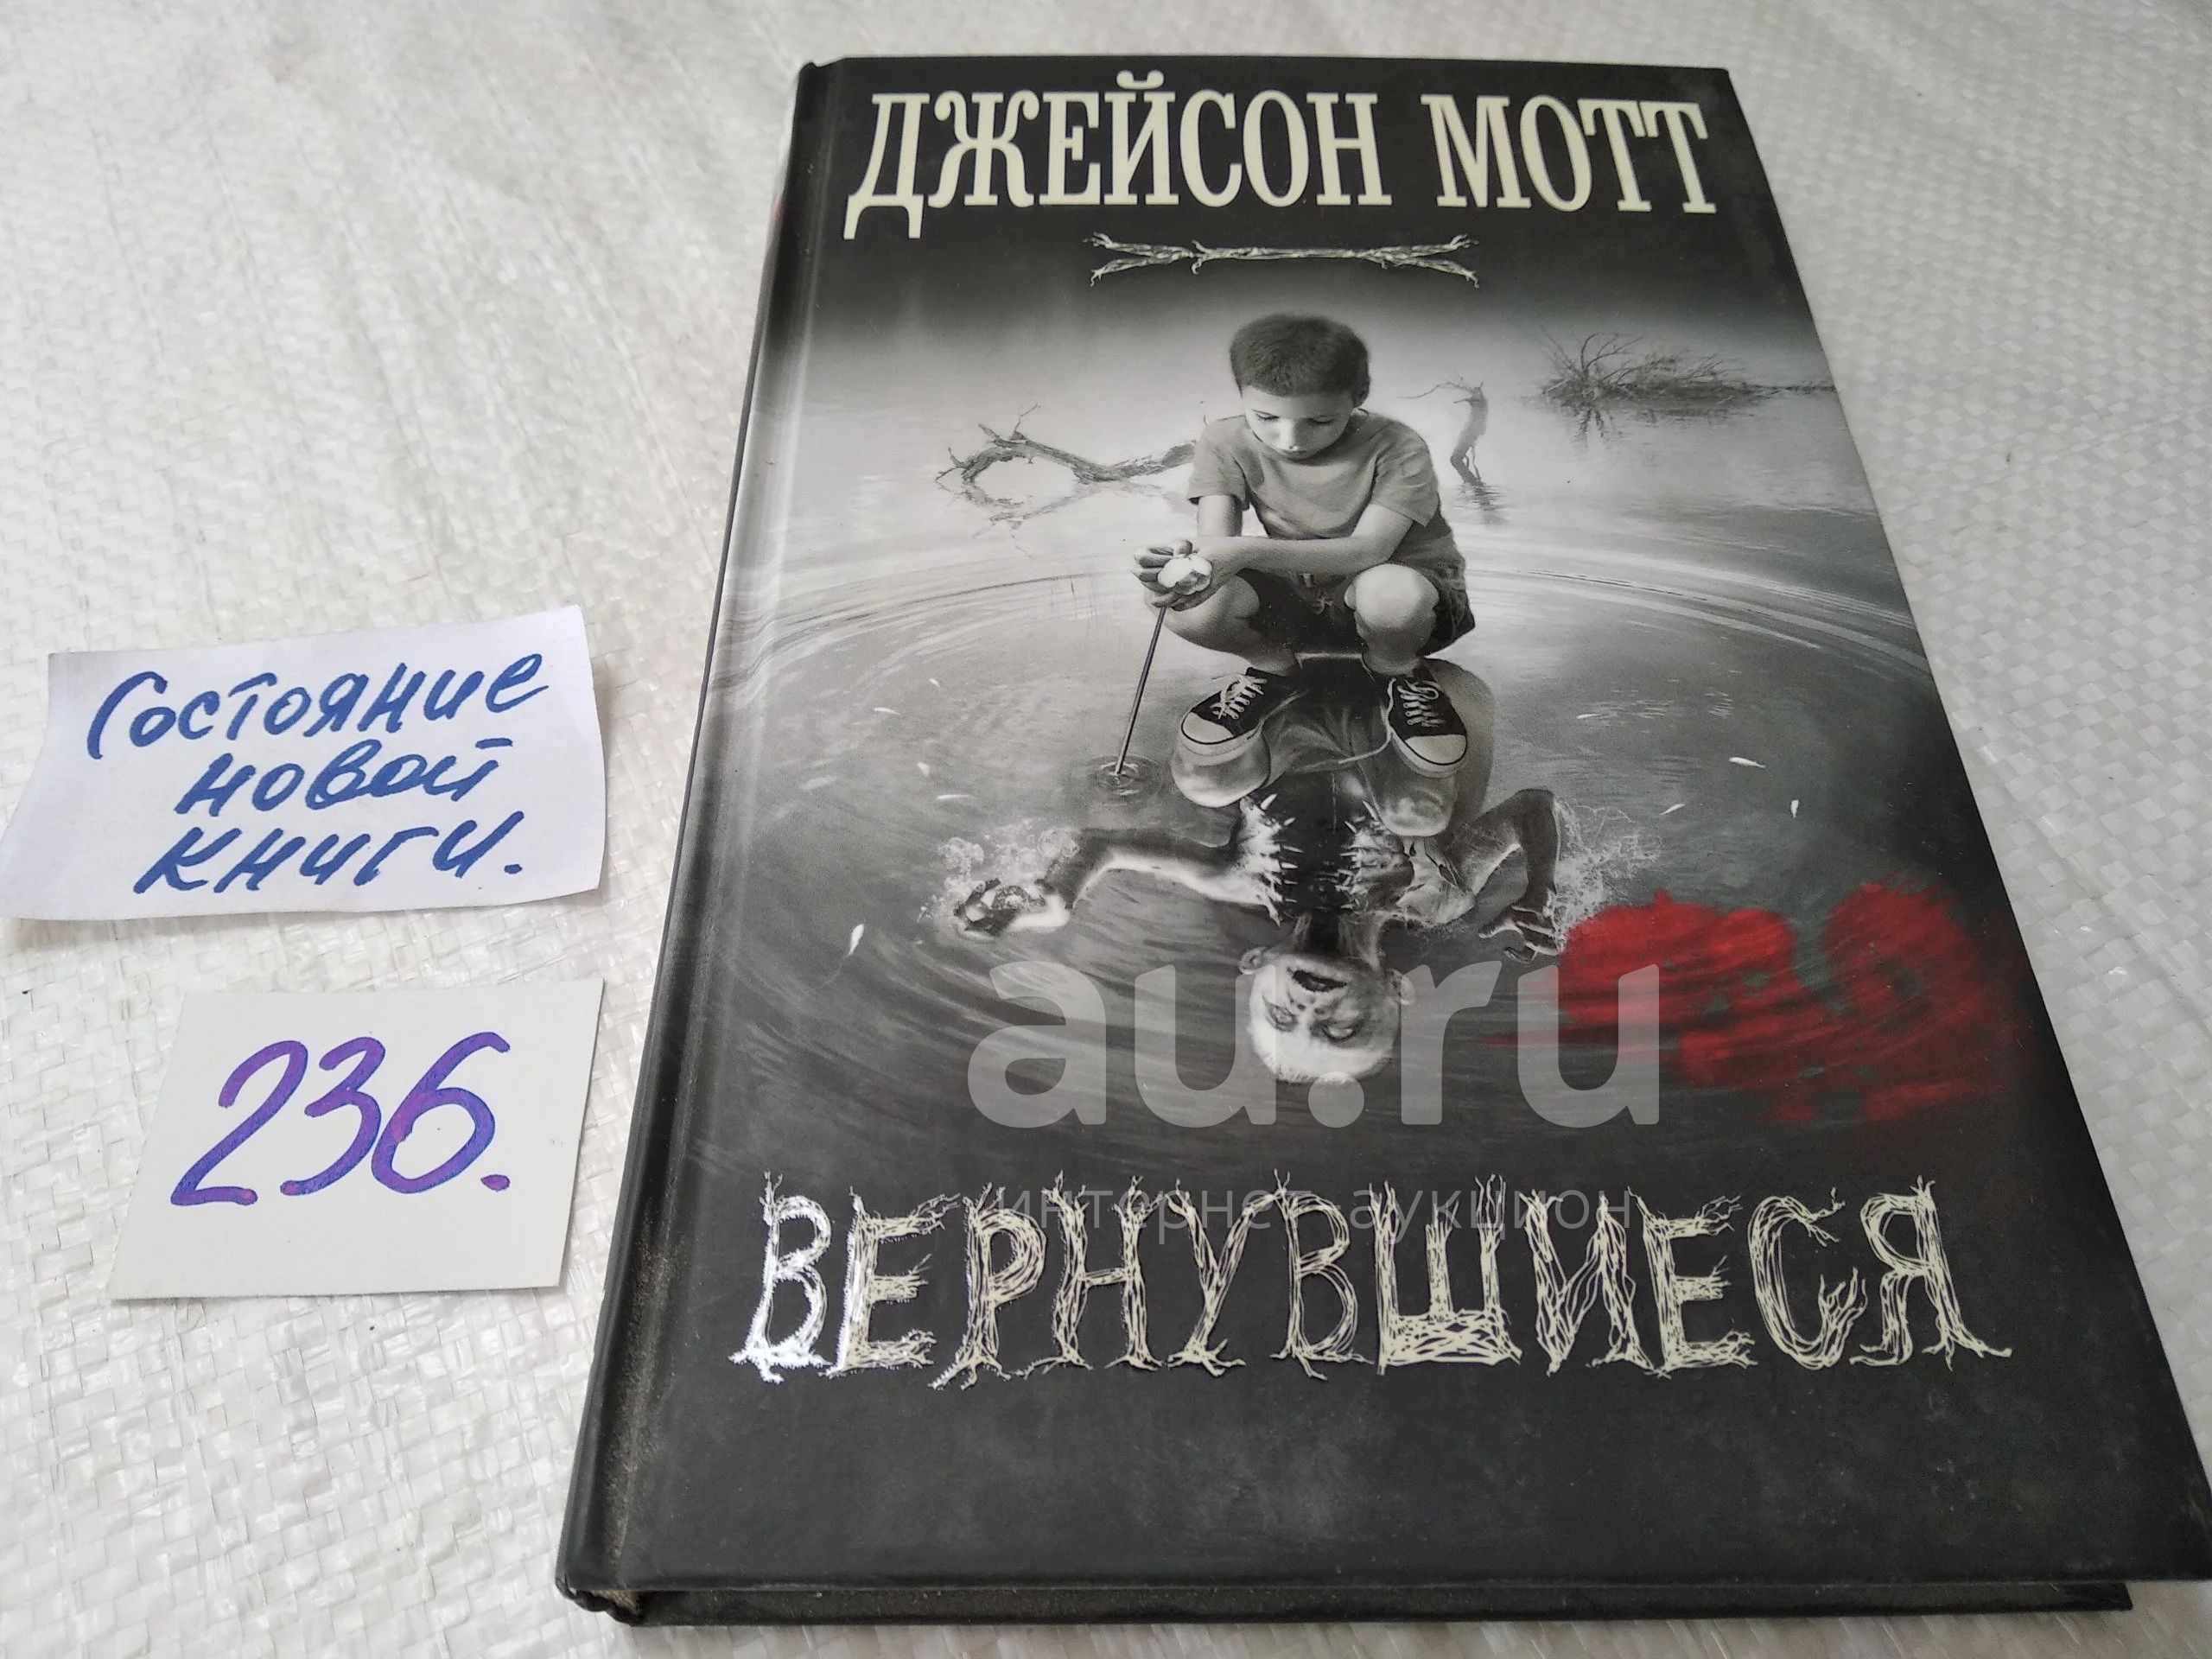 ДЖЕЙСОН МОТТ
Состояние
новой
книги.
236.
au.ru
интернет аукцион
ВЕРНУВШИЕСЯ